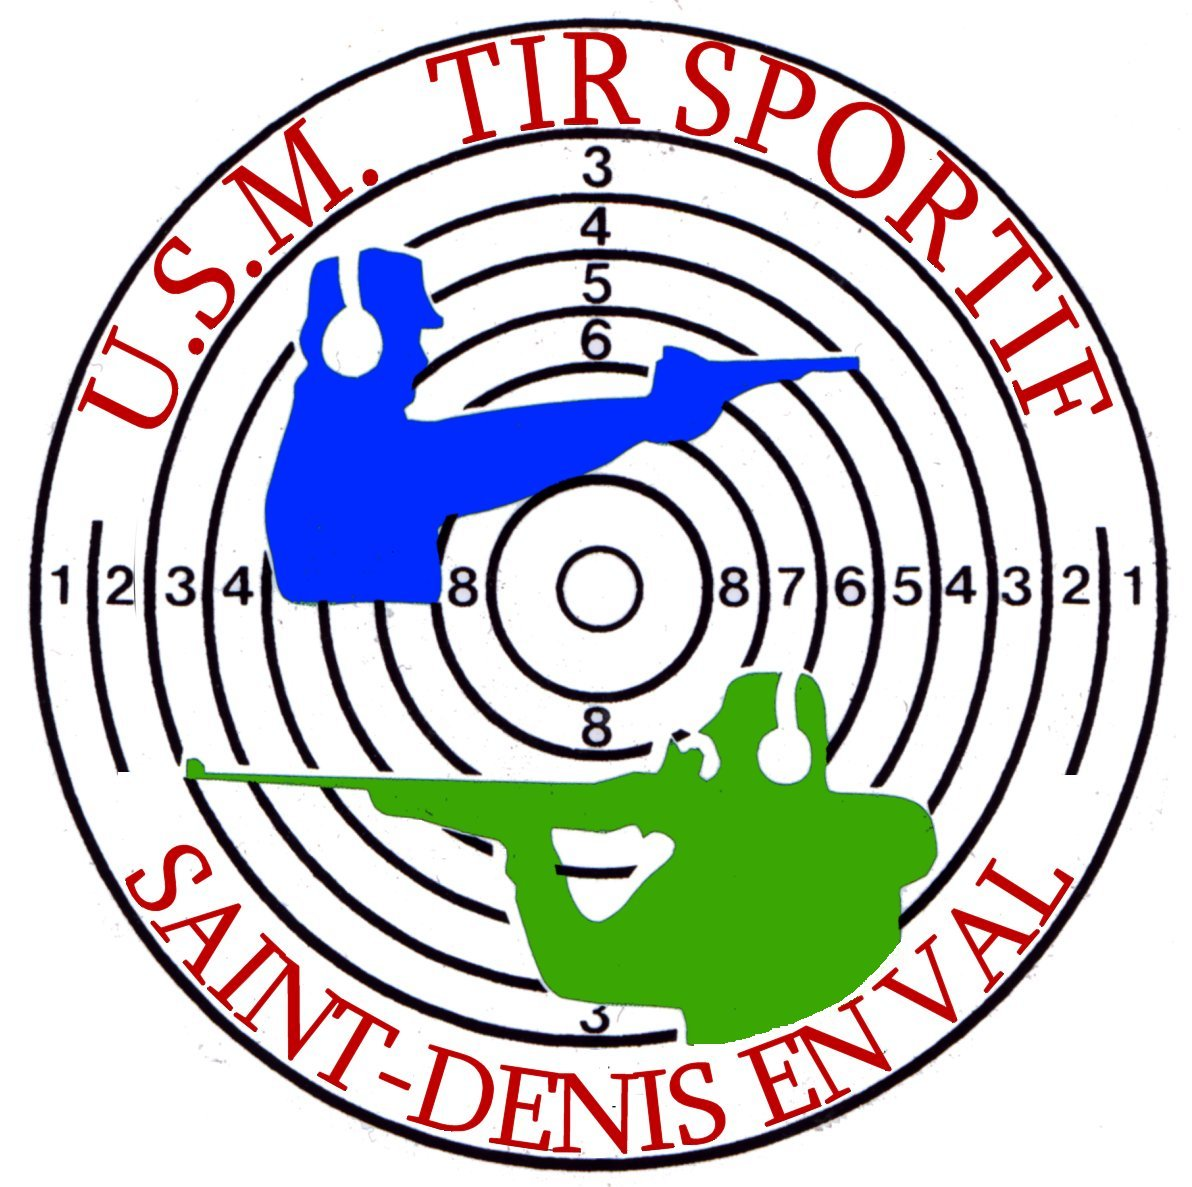 U.S.M. TIR SPORTIF
3
4
5
6
1 2 3 4 8 8 7 6 5 4 3 2 1
8
3
SAINT-DENIS EN VAL